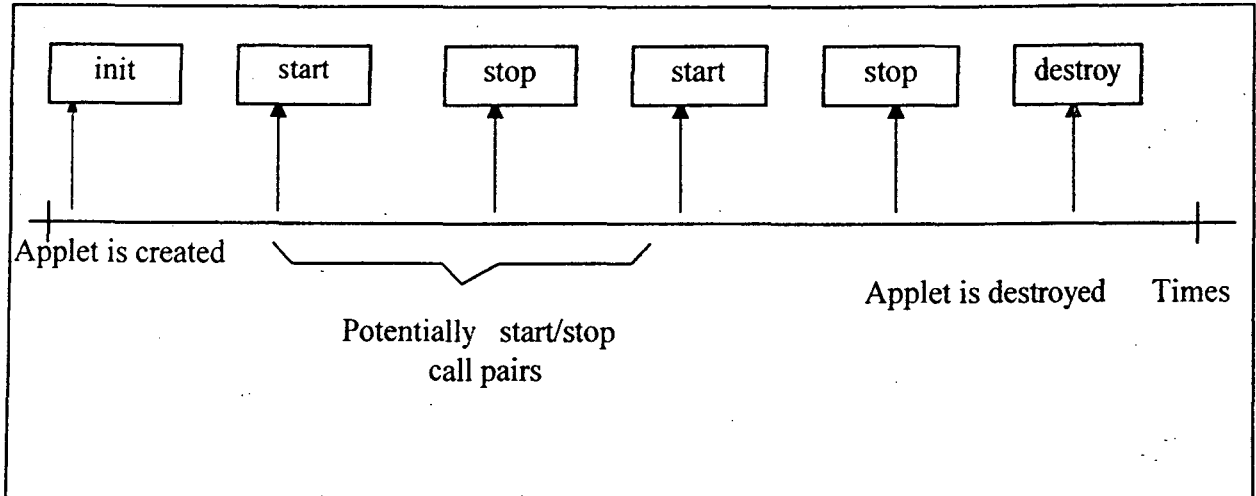 init start stop start stop destroy
Applet is created
Applet is destroyed Times
Potentially start/stop
call pairs